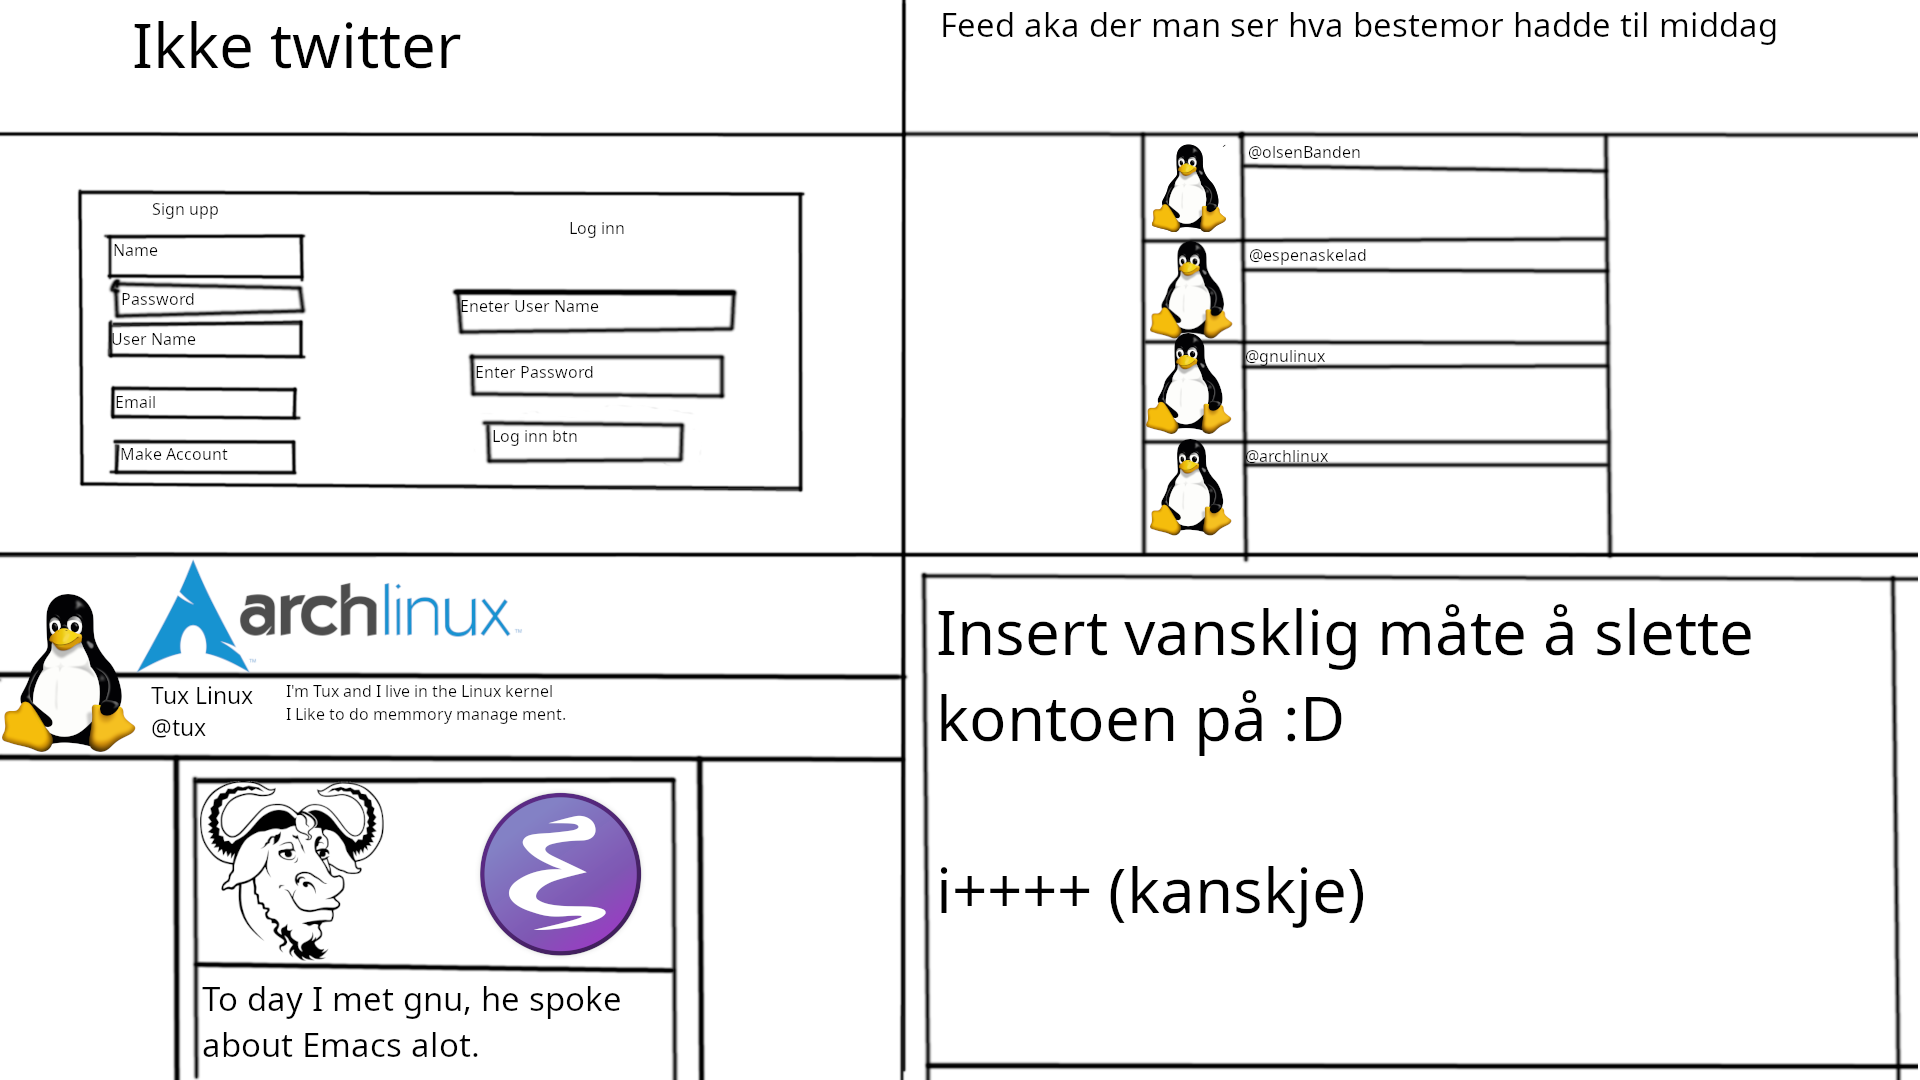 Ikke twitter
Sign upp
Log inn
Name
Password
User Name
Email
Make Account
Eneter User Name
Enter Password
Log inn btn
Feed aka der man ser hva bestemor hadde til middag
@olsenBanden
@espenaskelad
@gnulinux
@archlinux
archlinux™
™
Tux Linux
@tux
I'm Tux and I live in the Linux kernel
I Like to do memmory manage ment.
To day I met gnu, he spoke
about Emacs alot.
Insert vansklig måte å slette
kontoen på :D
i++++ (kanskje)